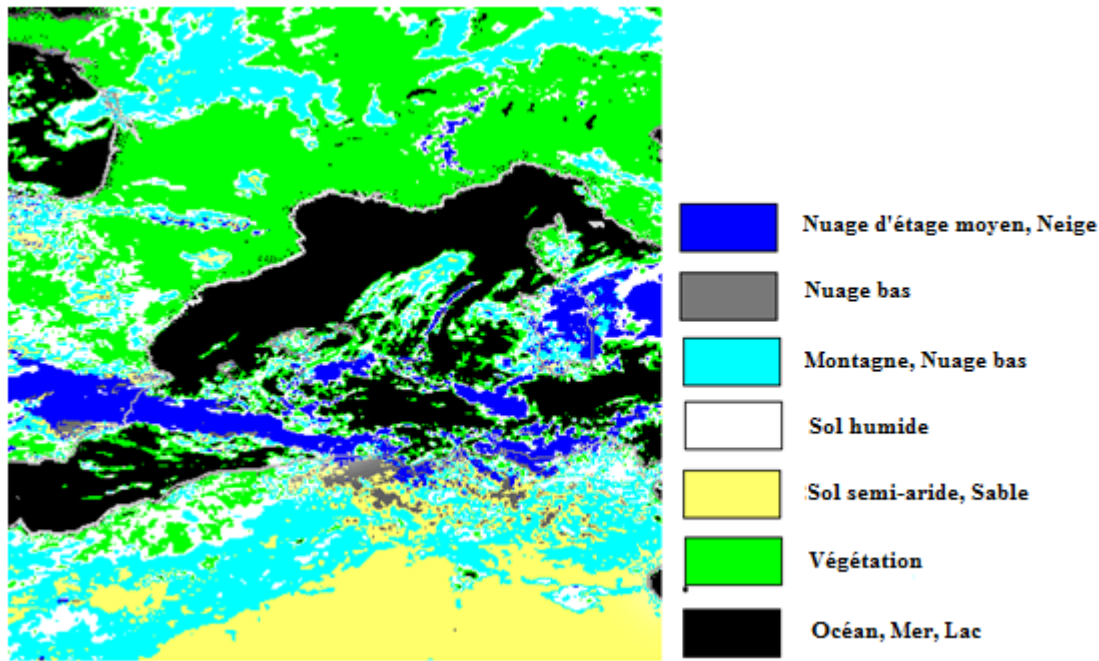 Nuage d'étage moyen, Neige
Nuage bas
Montagne, Nuage bas
Sol humide
Sol semi-aride, Sable
Végétation
Océan, Mer, Lac